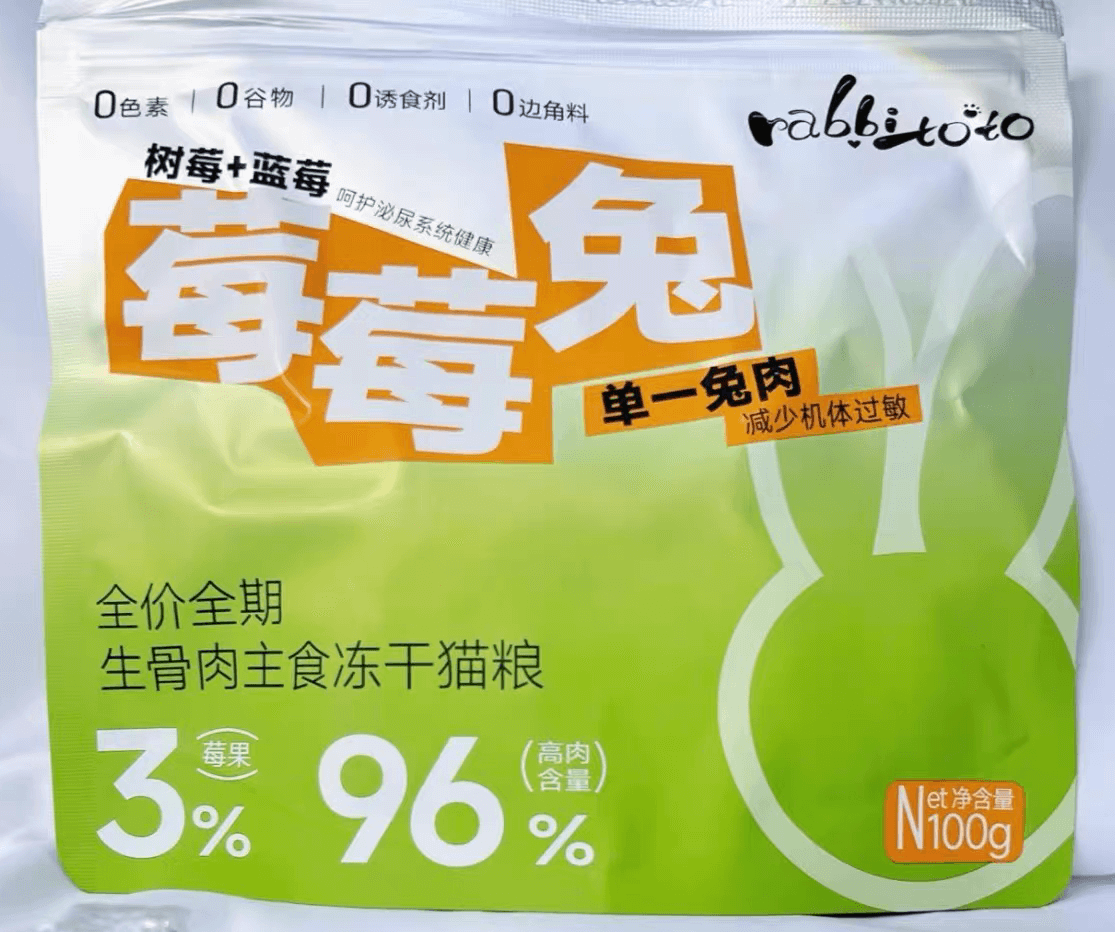 0色素 | 0谷物 | 0诱食剂 | 0边角料
rabbitoto
树莓+蓝莓
呵护泌尿系统健康
莓莓兔
单一兔肉
减少机体过敏
全价全期
生骨肉主食冻干猫粮
3%(莓果)
96%(高肉含量)
Net净含量
100g